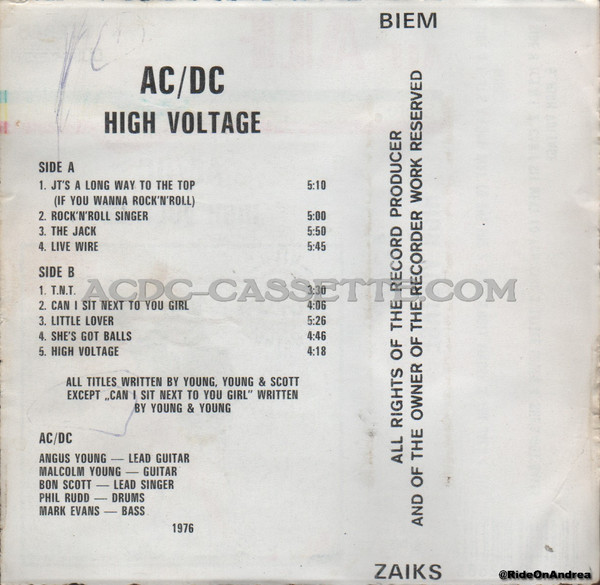 AC/DC
HIGH VOLTAGE
SIDE A
1. JT'S A LONG WAY TO THE TOP 5:10
(IF YOU WANNA ROCK'N'ROLL)
2. ROCK'N'ROLL SINGER 5:00
3. THE JACK 5:50
4. LIVE WIRE 5:45
SIDE B
1. T.N.T. 3:30
2. CAN I SIT NEXT TO YOU GIRL 4:06
3. LITTLE LOVER 5:26
4. SHE'S GOT BALLS 4:46
5. HIGH VOLTAGE 4:18
ALL TITLES WRITTEN BY YOUNG, YOUNG & SCOTT
EXCEPT „CAN I SIT NEXT TO YOU GIRL" WRITTEN
BY YOUNG & YOUNG
AC/DC
ANGUS YOUNG — LEAD GUITAR
MALCOLM YOUNG — GUITAR
BON SCOTT — LEAD SINGER
PHIL RUDD — DRUMS
MARK EVANS — BASS
1976
BIEM
ALL RIGHTS OF THE RECORD PRODUCER
AND OF THE OWNER OF THE RECORDER WORK RESERVED
ZAIKS
ACDC-CASSETTE.COM
@RideOnAndrea